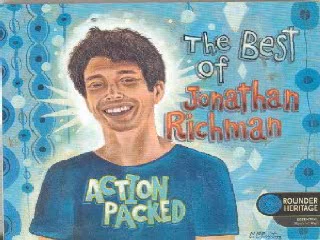 The Best
of
Jonathan
Richman
ACTION
PACKED
ROUNDER
HERITAGE